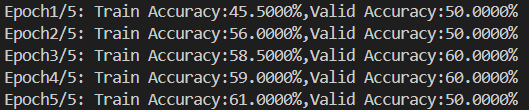 Epoch1/5: Train Accuracy:45.5000%,Valid Accuracy:50.0000%
Epoch2/5: Train Accuracy:56.0000%,Valid Accuracy:50.0000%
Epoch3/5: Train Accuracy:58.5000%,Valid Accuracy:60.0000%
Epoch4/5: Train Accuracy:59.0000%,Valid Accuracy:60.0000%
Epoch5/5: Train Accuracy:61.0000%,Valid Accuracy:50.0000%